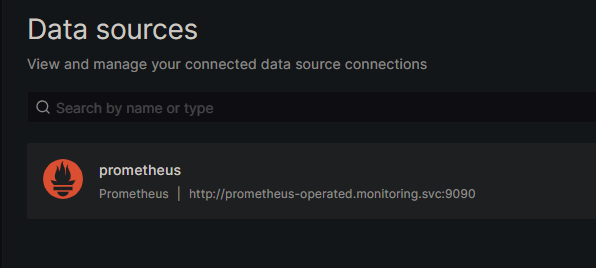 Data sources
View and manage your connected data source connections
Search by name or type
prometheus
Prometheus | http://prometheus-operated.monitoring.svc:9090